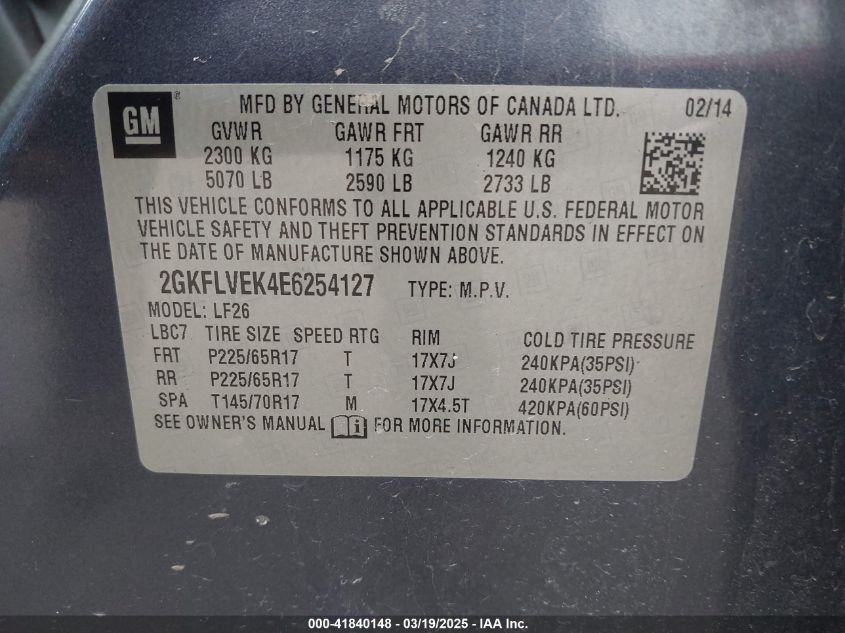 GM® MFD BY GENERAL MOTORS OF CANADA LTD. 02/14
GVWR GAWR FRT GAWR RR
2300 KG 1175 KG 1240 KG
5070 LB 2590 LB 2733 LB
THIS VEHICLE CONFORMS TO ALL APPLICABLE U.S. FEDERAL MOTOR
VEHICLE SAFETY AND THEFT PREVENTION STANDARDS IN EFFECT ON
THE DATE OF MANUFACTURE SHOWN ABOVE.
2GKFLVEK4E6254127 TYPE: M.P.V.
MODEL: LF26
LBC7 TIRE SIZE SPEED RTG RIM COLD TIRE PRESSURE
FRT P225/65R17 T 17X7J 240KPA(35PSI)
RR P225/65R17 T 17X7J 240KPA(35PSI)
SPA T145/70R17 M 17X4.5T 420KPA(60PSI)
SEE OWNER'S MANUAL FOR MORE INFORMATION.
000-41840148 - 03/19/2025 - IAA Inc.